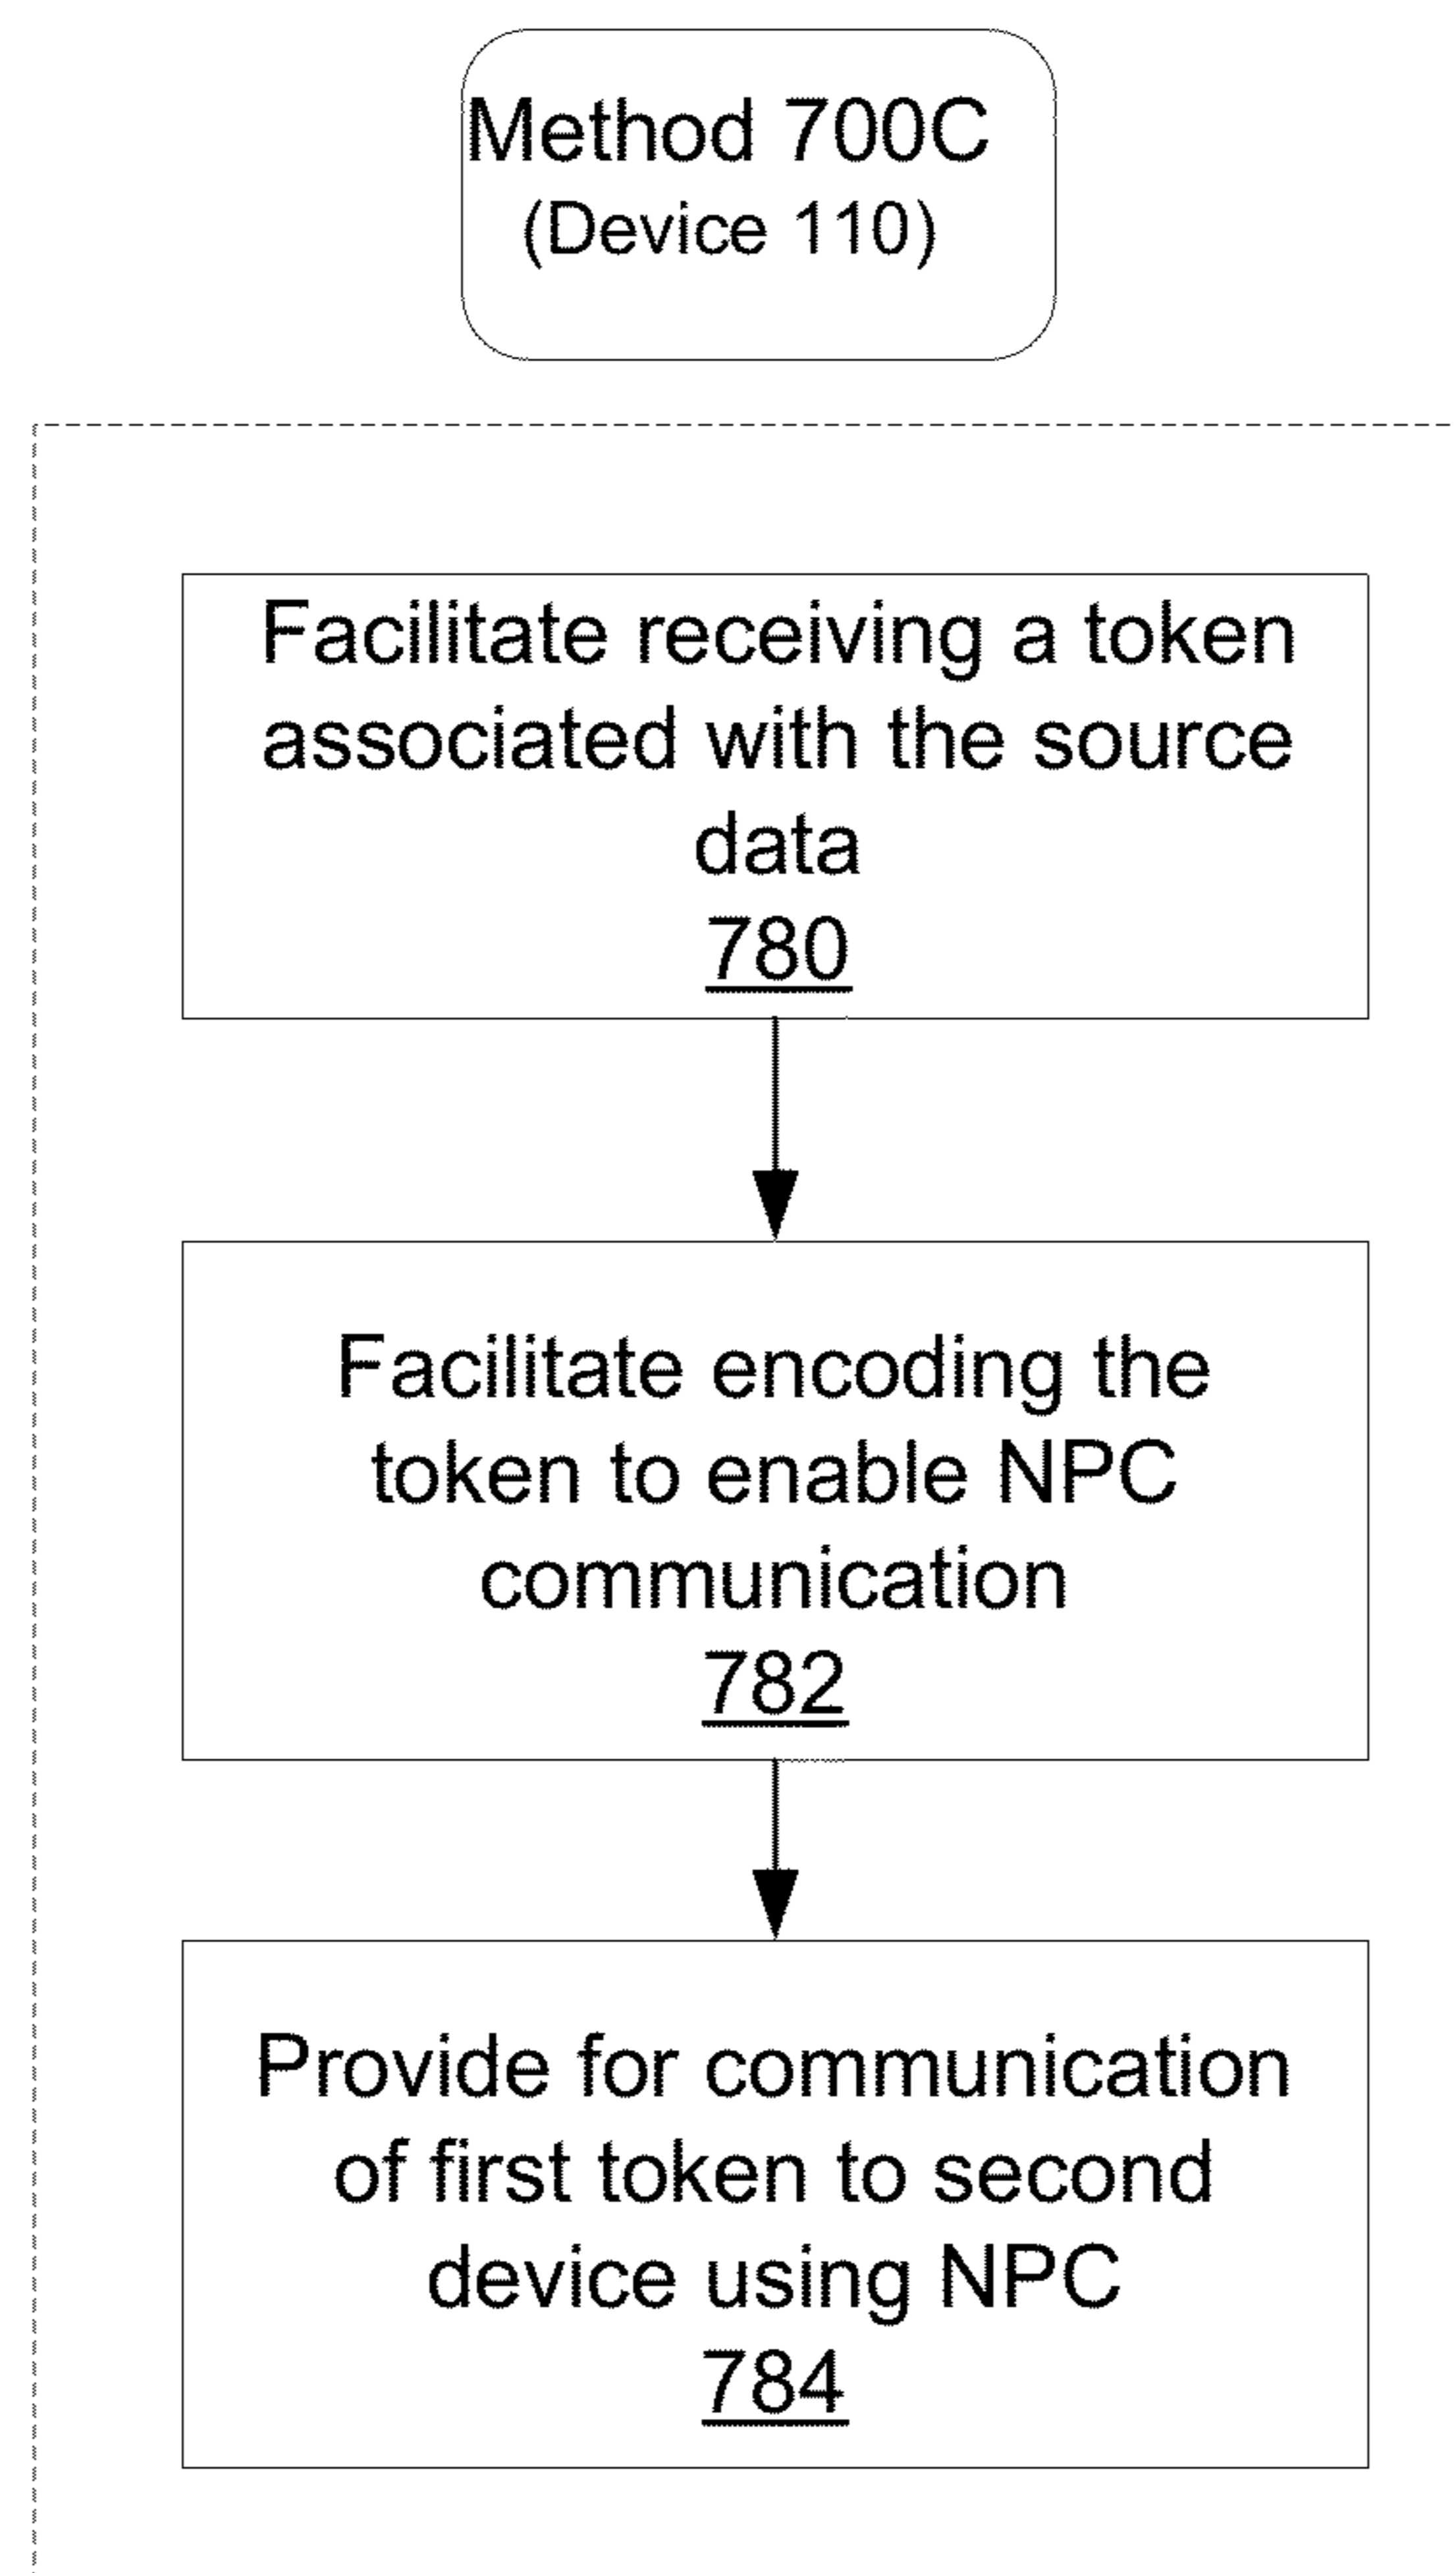 Method 700C
(Device 110)
Facilitate receiving a token
associated with the source
data
780
Facilitate encoding the
token to enable NPC
communication
782
Provide for communication
of first token to second
device using NPC
784